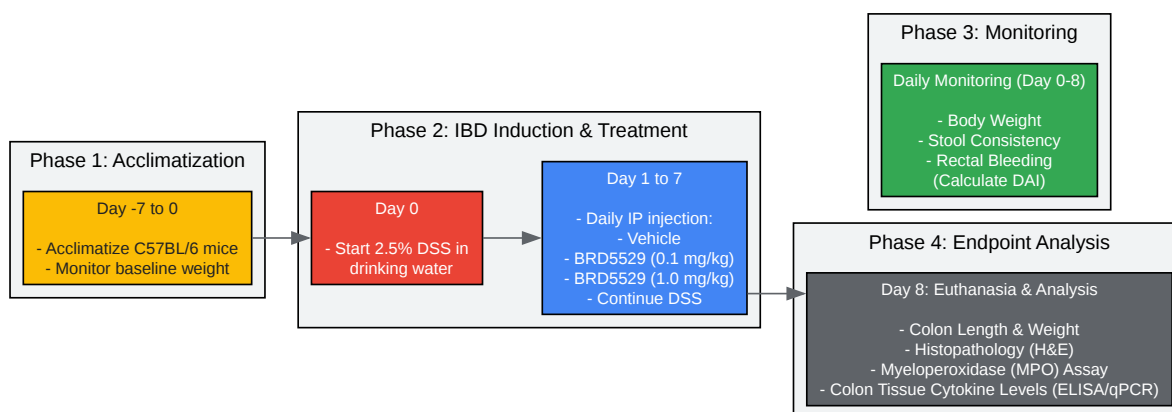 Phase 1: Acclimatization
Day -7 to 0
- Acclimatize C57BL/6 mice
- Monitor baseline weight
Phase 2: IBD Induction & Treatment
Day 0
- Start 2.5% DSS in
drinking water
Day 1 to 7
- Daily IP injection:
- Vehicle
- BRD5529 (0.1 mg/kg)
- BRD5529 (1.0 mg/kg)
- Continue DSS
Phase 3: Monitoring
Daily Monitoring (Day 0-8)
- Body Weight
- Stool Consistency
- Rectal Bleeding
(Calculate DAI)
Phase 4: Endpoint Analysis
Day 8: Euthanasia & Analysis
- Colon Length & Weight
- Histopathology (H&E)
- Myeloperoxidase (MPO) Assay
- Colon Tissue Cytokine Levels (ELISA/qPCR)